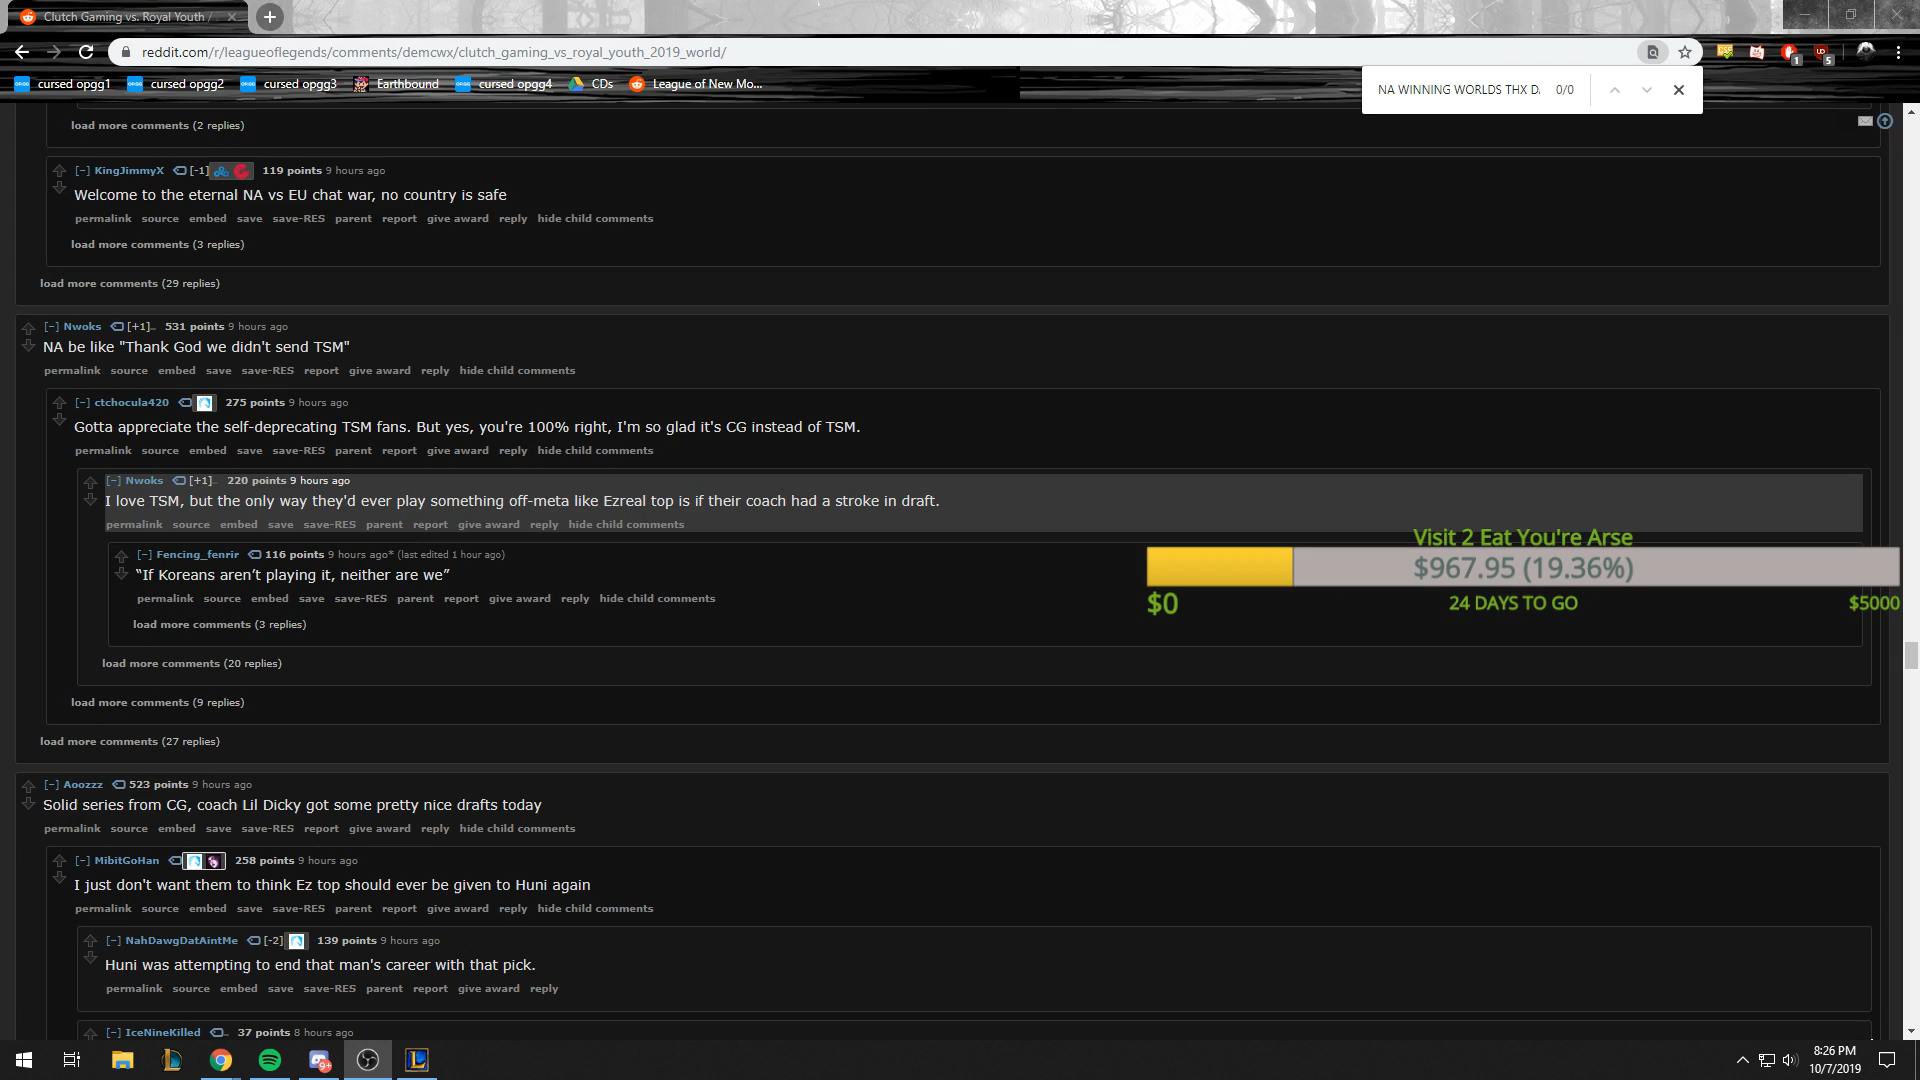 Clutch Gaming vs. Royal Youth /
reddit.com/r/leagueoflegends/comments/demcwx/clutch_gaming_vs_royal_youth_2019_world/
1
5
cursed opgg1 cursed opgg2 cursed opgg3 Earthbound cursed opgg4 CDs League of New Mo...
NA WINNING WORLDS THX D 0/0
load more comments (2 replies)
[-] KingJimmyX [-1] 119 points 9 hours ago
Welcome to the eternal NA vs EU chat war, no country is safe
permalink source embed save save-RES parent report give award reply hide child comments
load more comments (3 replies)
load more comments (29 replies)
[-] Nwoks [+1] 531 points 9 hours ago
NA be like "Thank God we didn't send TSM"
permalink source embed save save-RES report give award reply hide child comments
[-] ctchocula420 275 points 9 hours ago
Gotta appreciate the self-deprecating TSM fans. But yes, you're 100% right, I'm so glad it's CG instead of TSM.
permalink source embed save save-RES parent report give award reply hide child comments
[-] Nwoks [+1] 220 points 9 hours ago
I love TSM, but the only way they'd ever play something off-meta like Ezreal top is if their coach had a stroke in draft.
permalink source embed save save-RES parent report give award reply hide child comments
[-] Fencing_fenrir 116 points 9 hours ago* (last edited 1 hour ago)
“If Koreans aren’t playing it, neither are we”
permalink source embed save save-RES parent report give award reply hide child comments
load more comments (3 replies)
Visit 2 Eat You're Arse
$967.95 (19.36%)
$0 24 DAYS TO GO $5000
load more comments (20 replies)
load more comments (9 replies)
load more comments (27 replies)
[-] Aoozzz 523 points 9 hours ago
Solid series from CG, coach Lil Dicky got some pretty nice drafts today
permalink source embed save save-RES report give award reply hide child comments
[-] MibitGoHan 258 points 9 hours ago
I just don't want them to think Ez top should ever be given to Huni again
permalink source embed save save-RES parent report give award reply hide child comments
[-] NahDawgDatAintMe [-2] 139 points 9 hours ago
Huni was attempting to end that man's career with that pick.
permalink source embed save save-RES parent report give award reply
[-] IceNineKilled 37 points 8 hours ago
9+
8:26 PM
10/7/2019